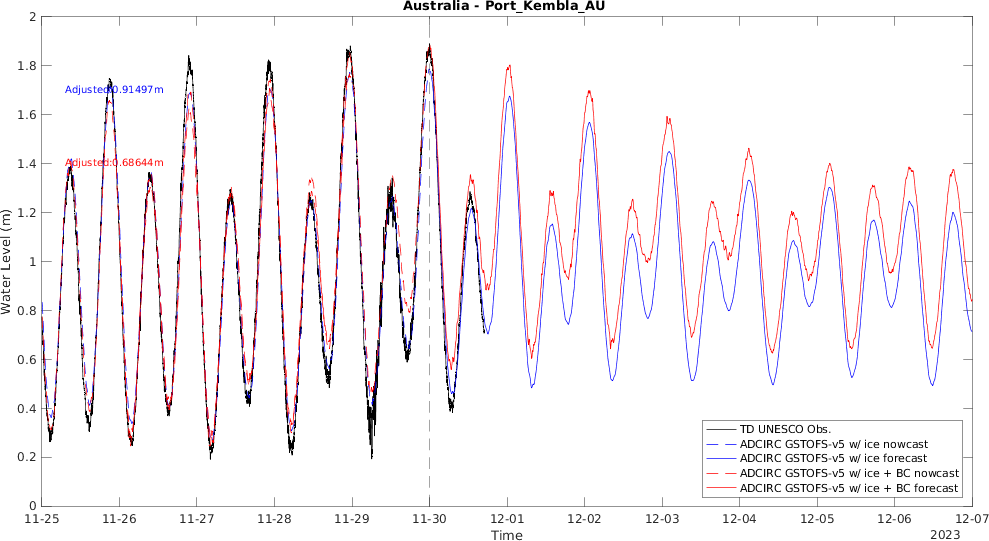 Australia - Port_Kembla_AU
2
1.8
1.6
1.4
1.2
1
0.8
0.6
0.4
0.2
0
Water Level (m)
Adjusted:0.91497m
Adjusted:0.68644m
TD UNESCO Obs.
ADCIRC GSTOFS-v5 w/ ice nowcast
ADCIRC GSTOFS-v5 w/ ice forecast
ADCIRC GSTOFS-v5 w/ ice + BC nowcast
ADCIRC GSTOFS-v5 w/ ice + BC forecast
11-25 11-26 11-27 11-28 11-29 11-30 12-01 12-02 12-03 12-04 12-05 12-06 12-07
Time
2023